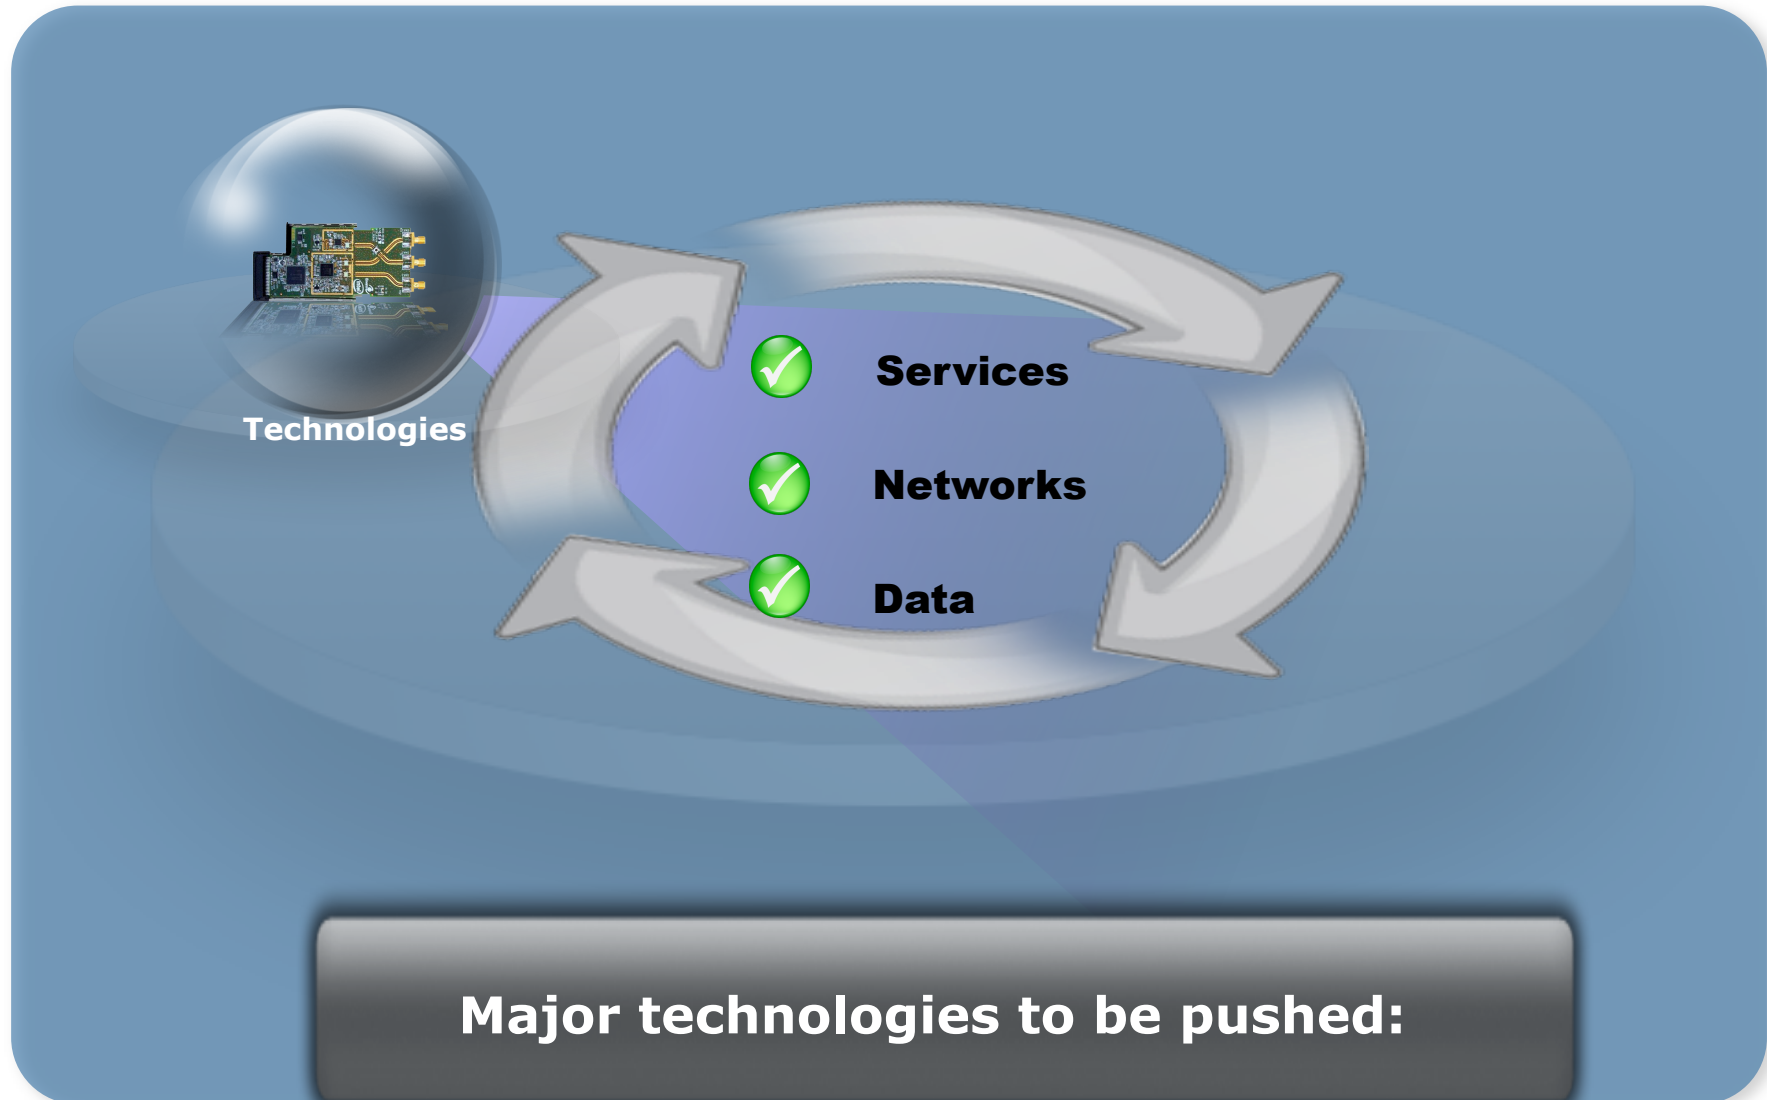 Technologies
Services
Networks
Data
Major technologies to be pushed: